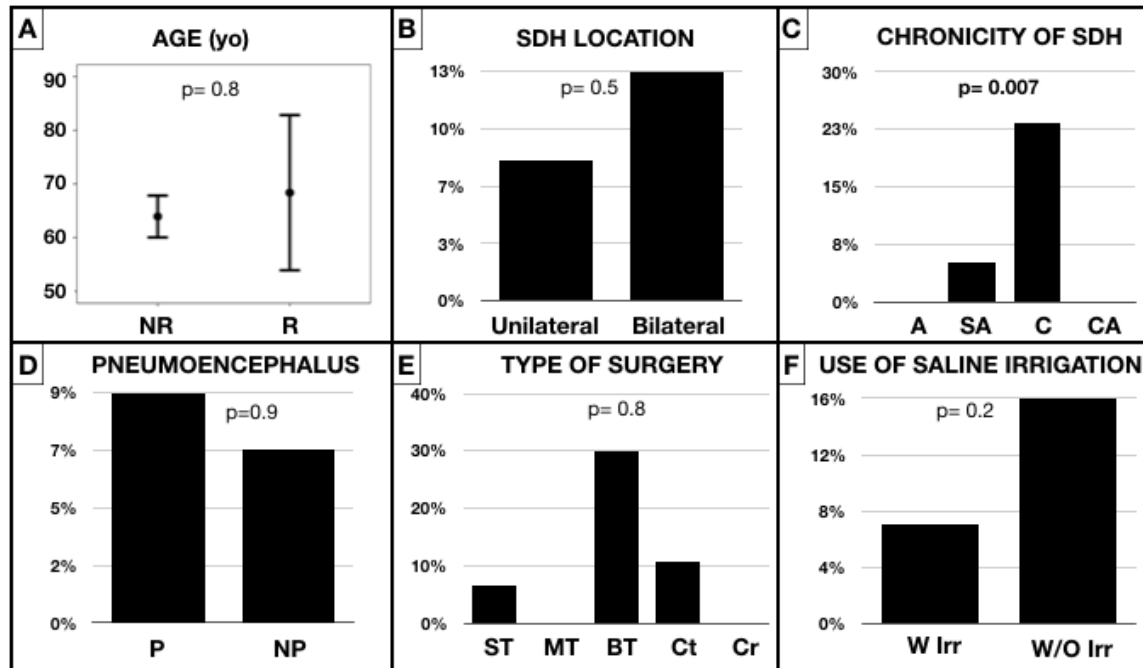 A
AGE (yo)
p= 0.8
90
80
70
60
50
NR R
B
SDH LOCATION
p= 0.5
13%
10%
7%
3%
0%
Unilateral Bilateral
C
CHRONICITY OF SDH
p= 0.007
30%
23%
15%
8%
0%
A SA C CA
D
PNEUMOENCEPHALUS
p=0.9
9%
7%
5%
2%
0%
P NP
E
TYPE OF SURGERY
p= 0.8
40%
30%
20%
10%
0%
ST MT BT Ct Cr
F
USE OF SALINE IRRIGATION
p= 0.2
16%
12%
8%
4%
0%
W Irr W/O Irr